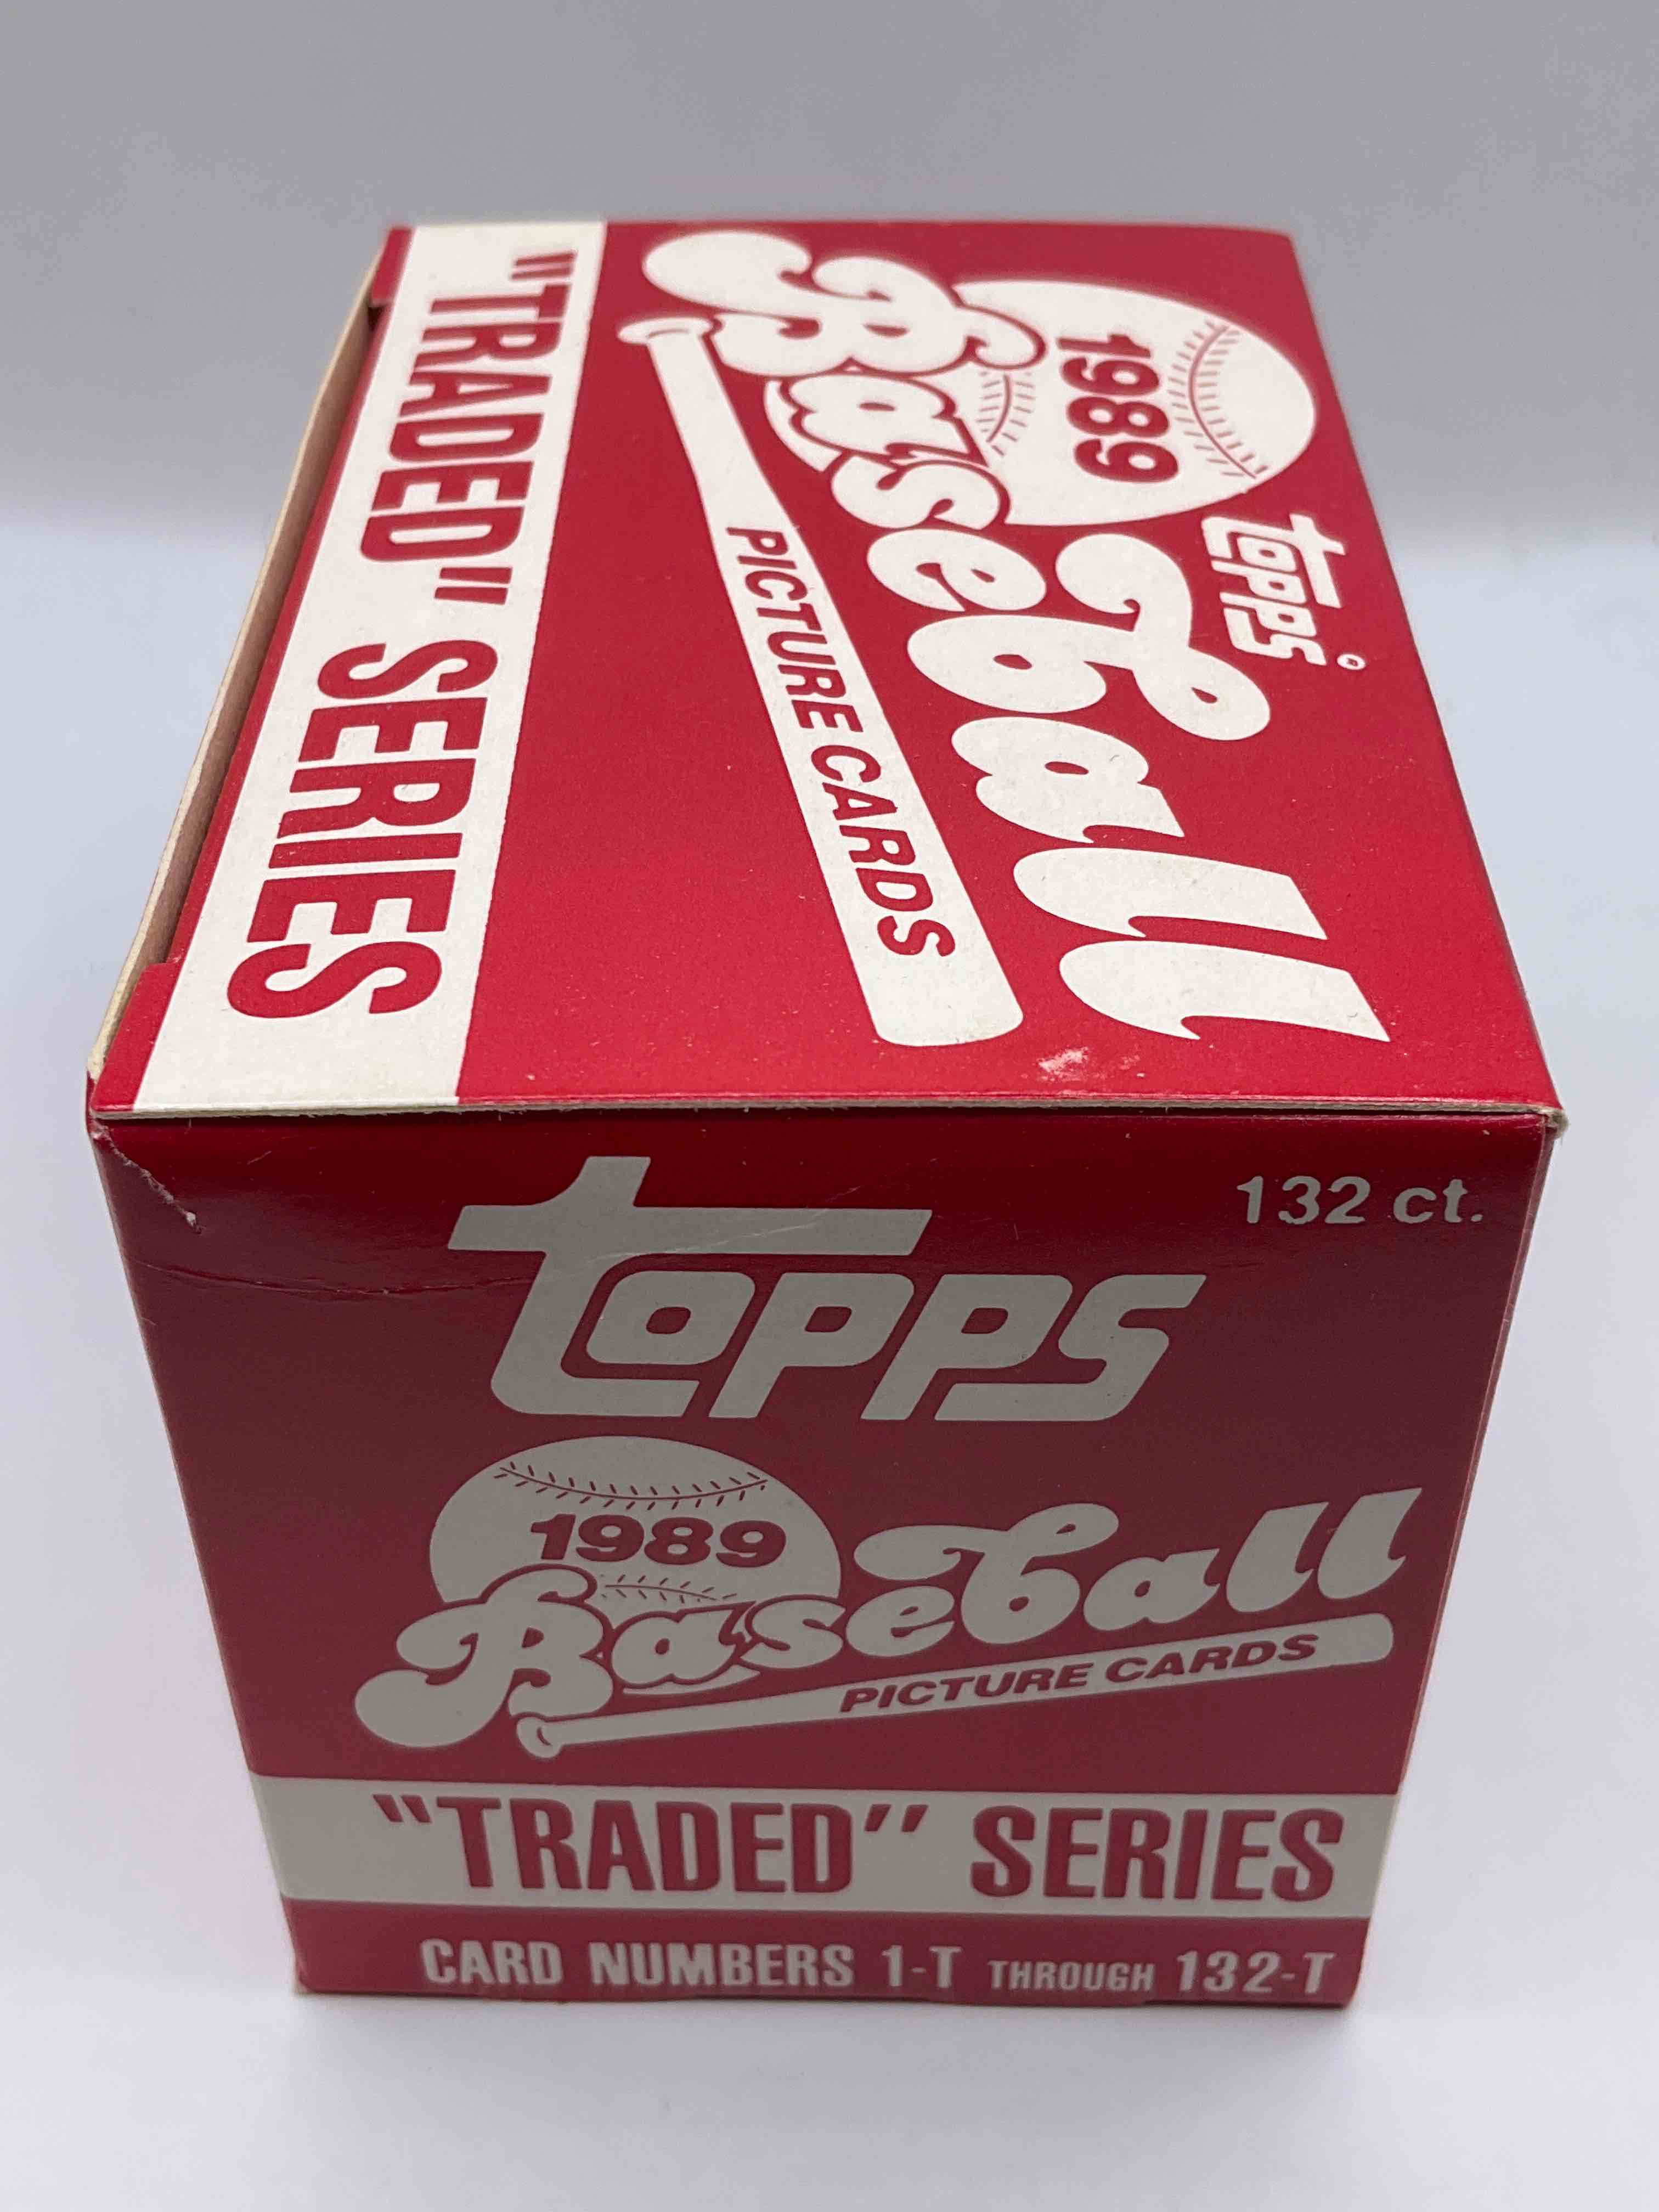 1989
topps®
Baseball
PICTURE CARDS
"TRADED" SERIES
132 ct.
topps
1989
Baseball
PICTURE CARDS
"TRADED" SERIES
CARD NUMBERS 1-T THROUGH 132-T